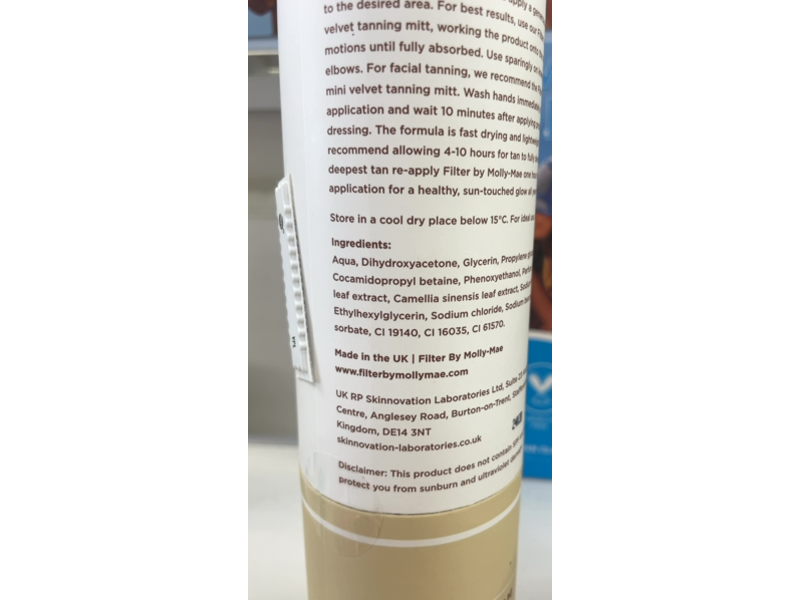 apply a
to the desired area. For best results, use our
velvet tanning mitt, working the product onto
motions until fully absorbed. Use sparingly on
elbows. For facial tanning, we recommend the
mini velvet tanning mitt. Wash hands
application and wait 10 minutes after applying
dressing. The formula is fast drying and
recommend allowing 4-10 hours for tan to fully
deepest tan re-apply Filter by Molly-Mae one
application for a healthy, sun-touched glow all
Store in a cool dry place below 15°C. For ideal
Ingredients:
Aqua, Dihydroxyacetone, Glycerin, Propylene
Cocamidopropyl betaine, Phenoxyethanol,
leaf extract, Camellia sinensis leaf extract,
Ethylhexylglycerin, Sodium chloride, Sodium
sorbate, CI 19140, CI 16035, CI 61570.
Made in the UK | Filter By Molly-Mae
www.filterbymollymae.com
UK RP Skinnovation Laboratories Ltd, Suite
Centre, Anglesey Road, Burton-on-Trent,
Kingdom, DE14 3NT
skinnovation-laboratories.co.uk
Disclaimer: This product does not contain
protect you from sunburn and ultraviolet